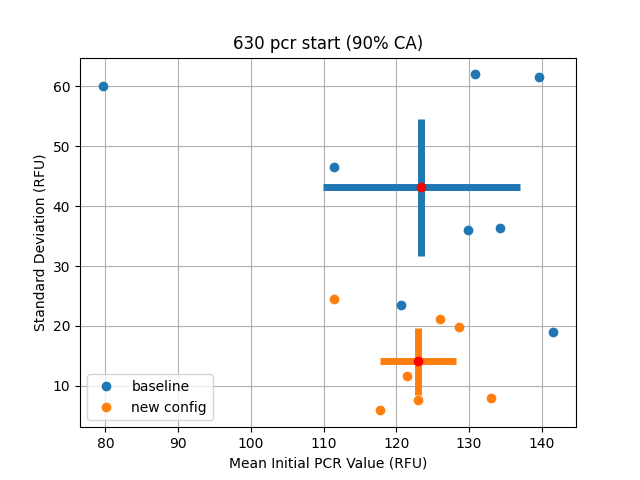 630 pcr start (90% CA)
Standard Deviation (RFU)
60
50
40
30
20
10
baseline
new config
80
90
100
110
120
130
140
Mean Initial PCR Value (RFU)